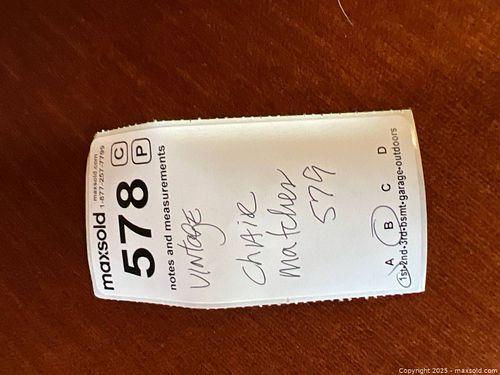 maxsold
maxsold.com
1-877-257-7799
578
C
P
notes and measurements
VINTAGE
CHAIR
matches
579
A B C D
1st-2nd-3rd-bsmt-garage-outdoors
Copyright 2025 - maxsold.com